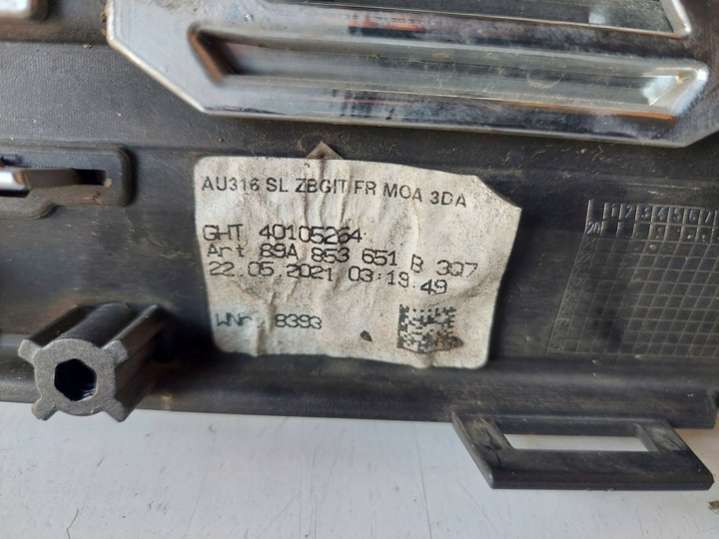 AU316 SL ZBGIT FR MOA 3DA
GHT 40105264
Art 89A 853 651 B 3Q7
22.05.2021 03:19:49
8393